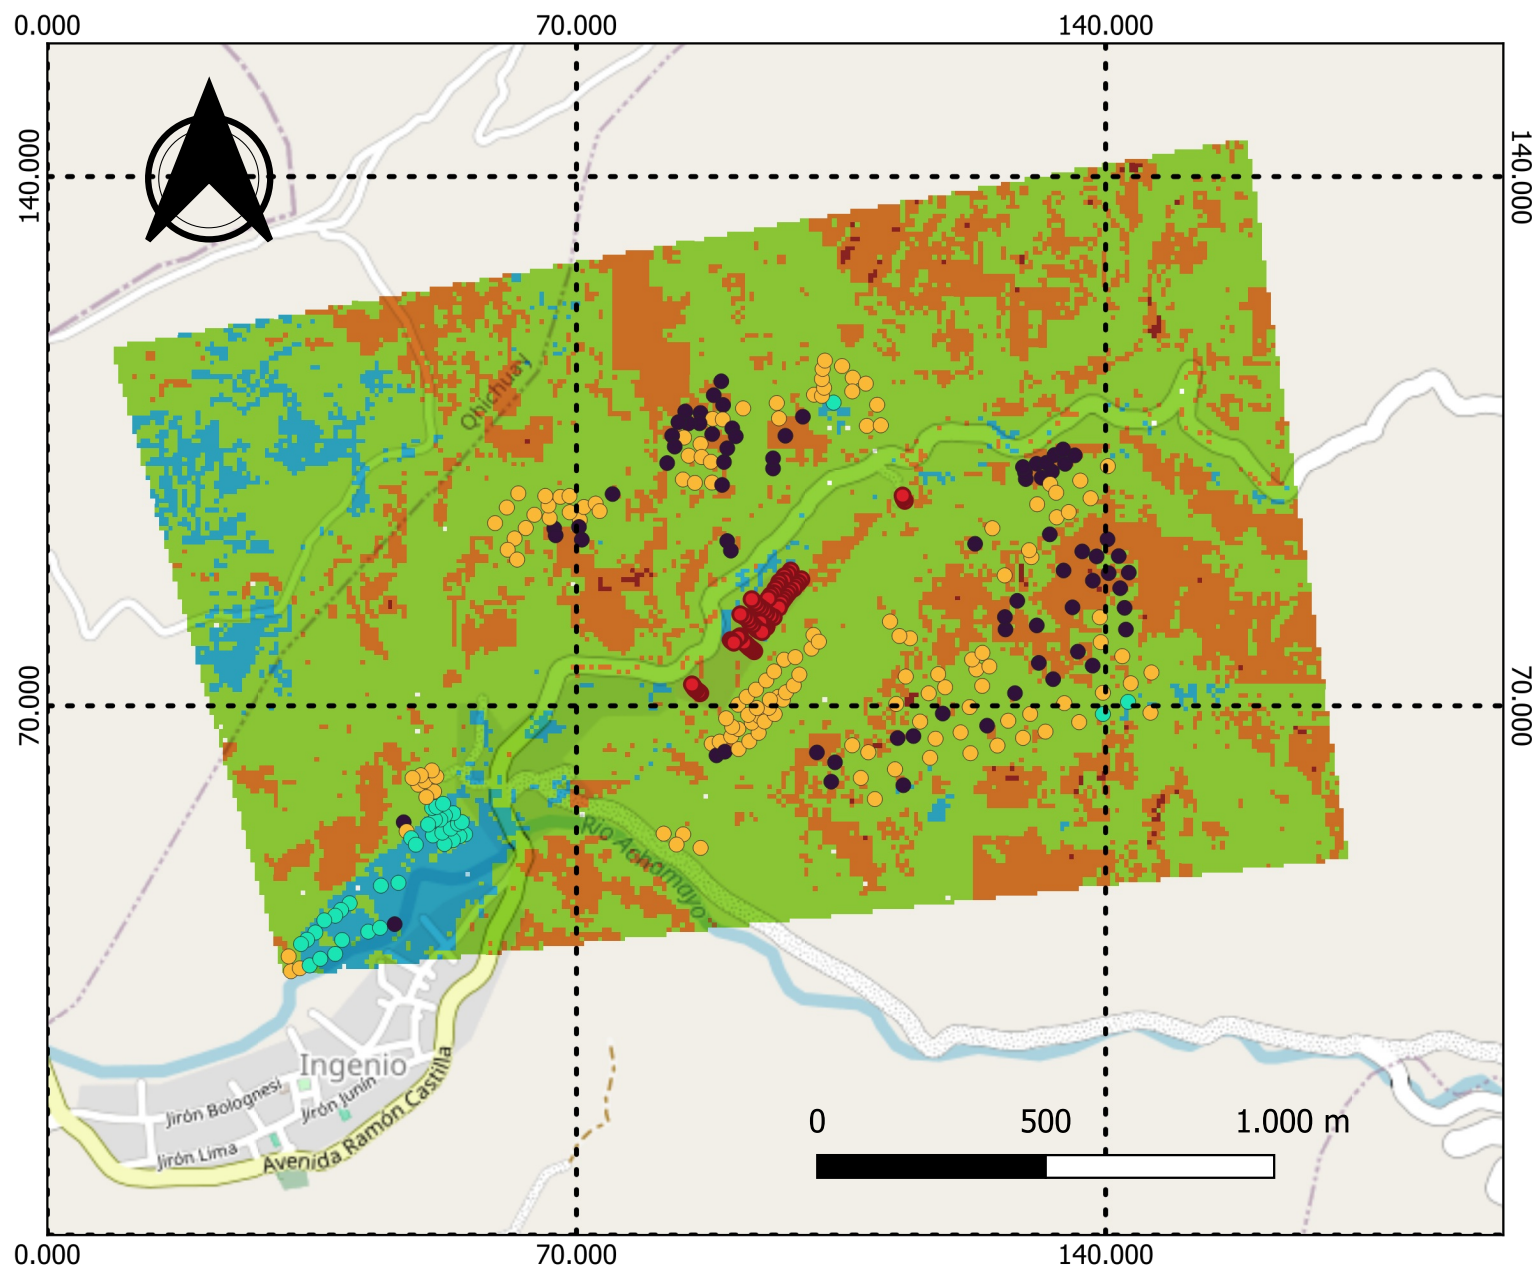 0.000 70.000 140.000
140.000 140.000
Qhichuay
70.000 70.000
Río Achamayo
Ingenio
Jirón Bolognesi
Jirón Junín
Jirón Lima
Avenida Ramón Castilla
0 500 1.000 m
0.000 70.000 140.000